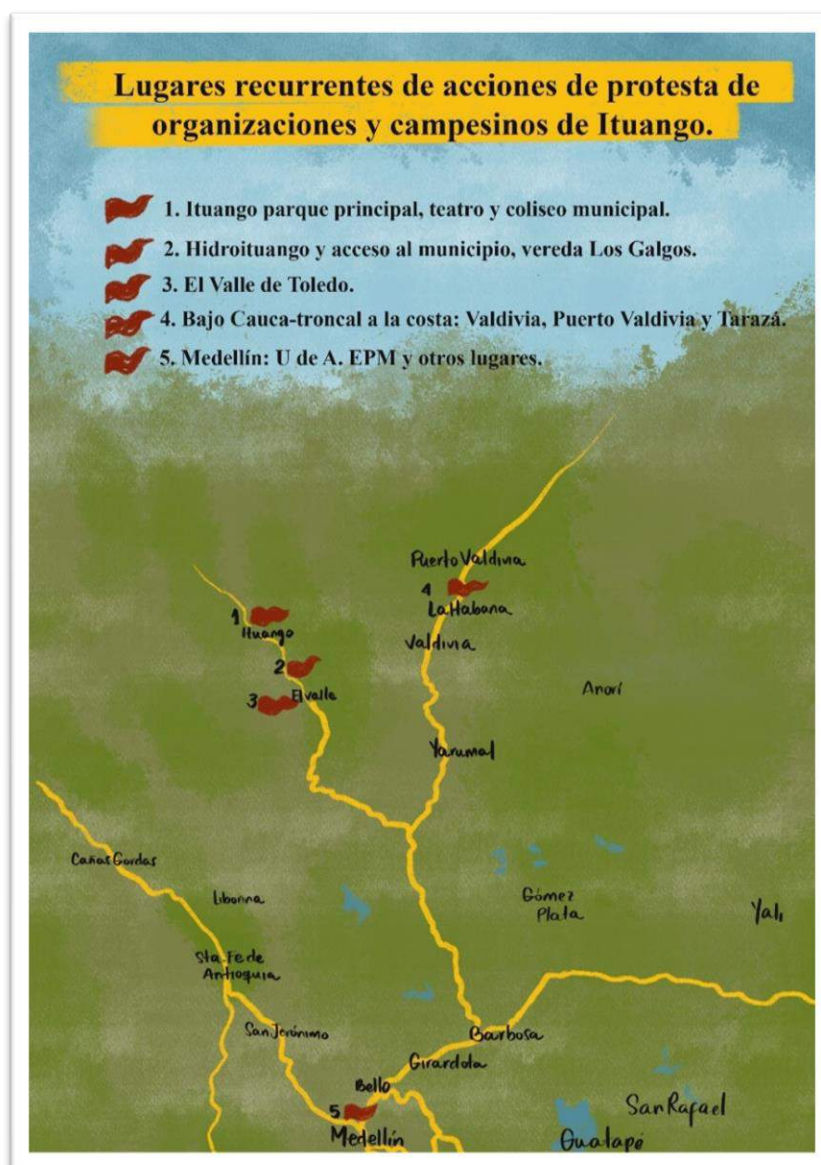 Lugares recurrentes de acciones de protesta de
organizaciones y campesinos de Ituango.
1. Ituango parque principal, teatro y coliseo municipal.
2. Hidroituango y acceso al municipio, vereda Los Galgos.
3. El Valle de Toledo.
4. Bajo Cauca-troncal a la costa: Valdivia, Puerto Valdivia y Tarazá.
5. Medellín: U de A. EPM y otros lugares.
Puerto Valdivia
4
La Habana
1
Ituango
Valdivia
2
El valle
3
Anorí
Yarumal
Cañas Gordas
Liborina
Gómez
Plata
Yalí
Sta. Fe de
Antioquia
San Jerónimo
Barbosa
Girardota
Bello
5
Medellín
San Rafael
Guatapé